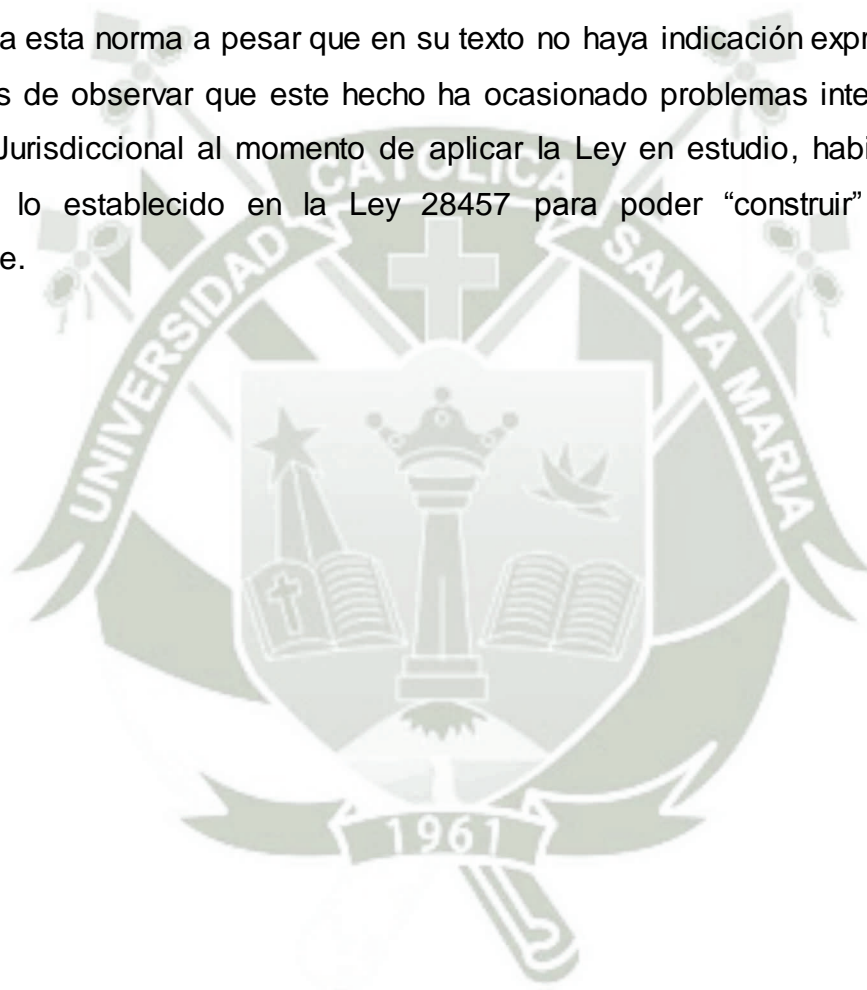 a esta norma a pesar que en su texto no haya indicación expr
s de observar que este hecho ha ocasionado problemas inte
Jurisdiccional al momento de aplicar la Ley en estudio, habi
lo establecido en la Ley 28457 para poder “construir”
e.
CATOLICA
UNIVERSIDAD
SANTA MARIA
1961